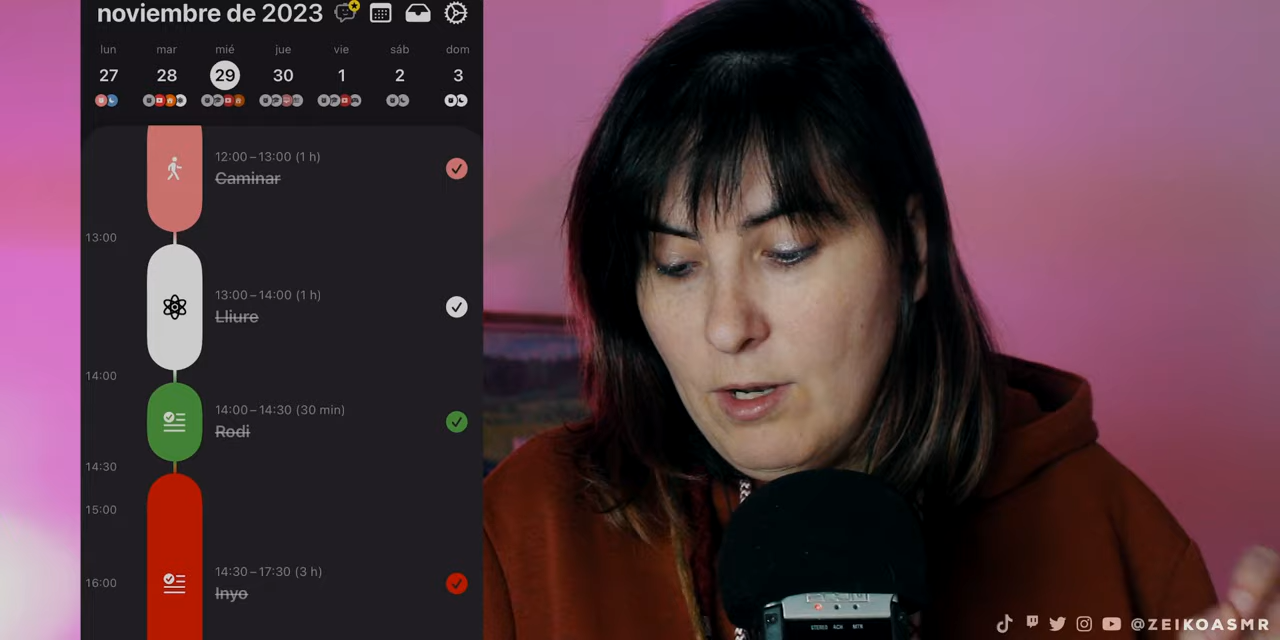 noviembre de 2023
lun mar mié jue vie sáb dom
27 28 29 30 1 2 3
12:00 – 13:00 (1 h)
Caminar
13:00
13:00 – 14:00 (1 h)
Lliure
14:00
14:00 – 14:30 (30 min)
Rodi
14:30
15:00
14:30 – 17:30 (3 h)
16:00
Inyo
STEREO
MTR
@ZEIKOASMR